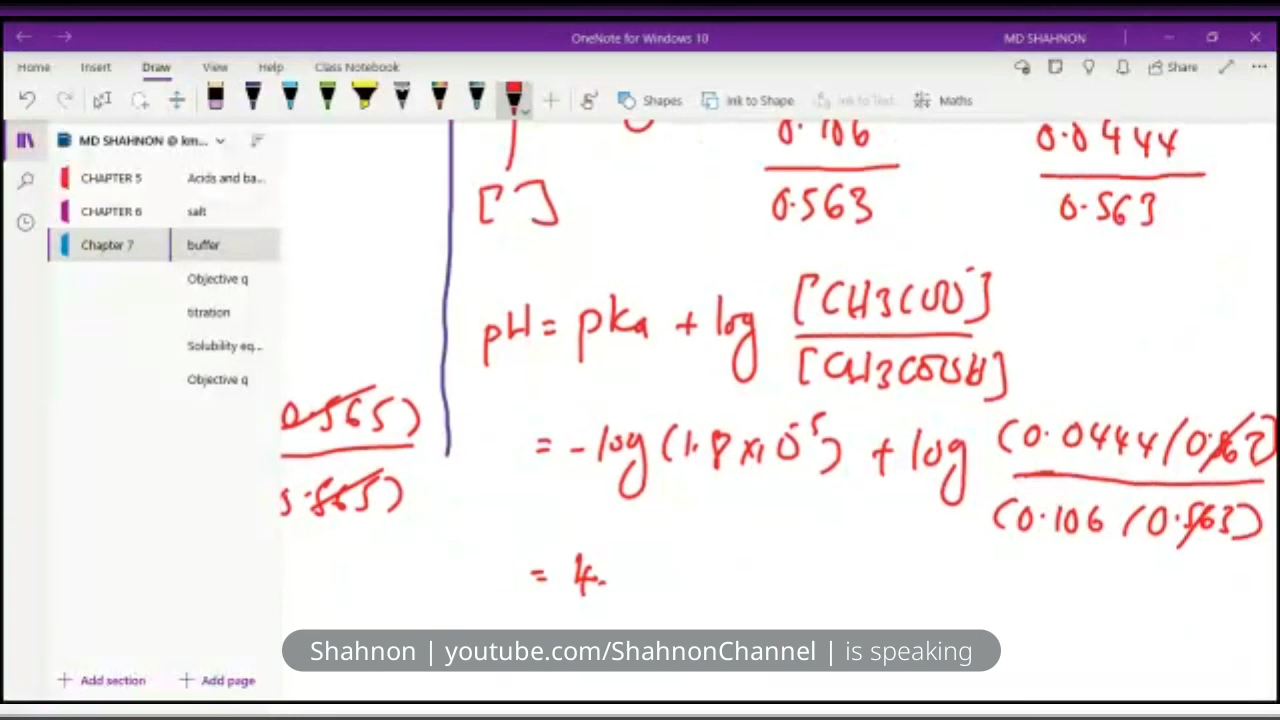 OneNote for Windows 10
MD SHAHNON
Home Insert Draw View Help Class Notebook
Share
Shapes Ink to Shape Ink to Text Maths
MD SHAHNON @ km...
CHAPTER 5 Acids and ba...
CHAPTER 6 salt
Chapter 7 buffer
Objective q
titration
Solubility eq...
Objective q
0.106 0.0444
[ ] 0.563 0.563
pH = pKa + log [CH3COO⁻] / [CH3COOH]
= -log(1.8 x 10⁻⁵) + log (0.0444/0.563) / (0.106/0.563)
= 4.
0.565)
Shahnon | youtube.com/ShahnonChannel | is speaking
Add section Add page